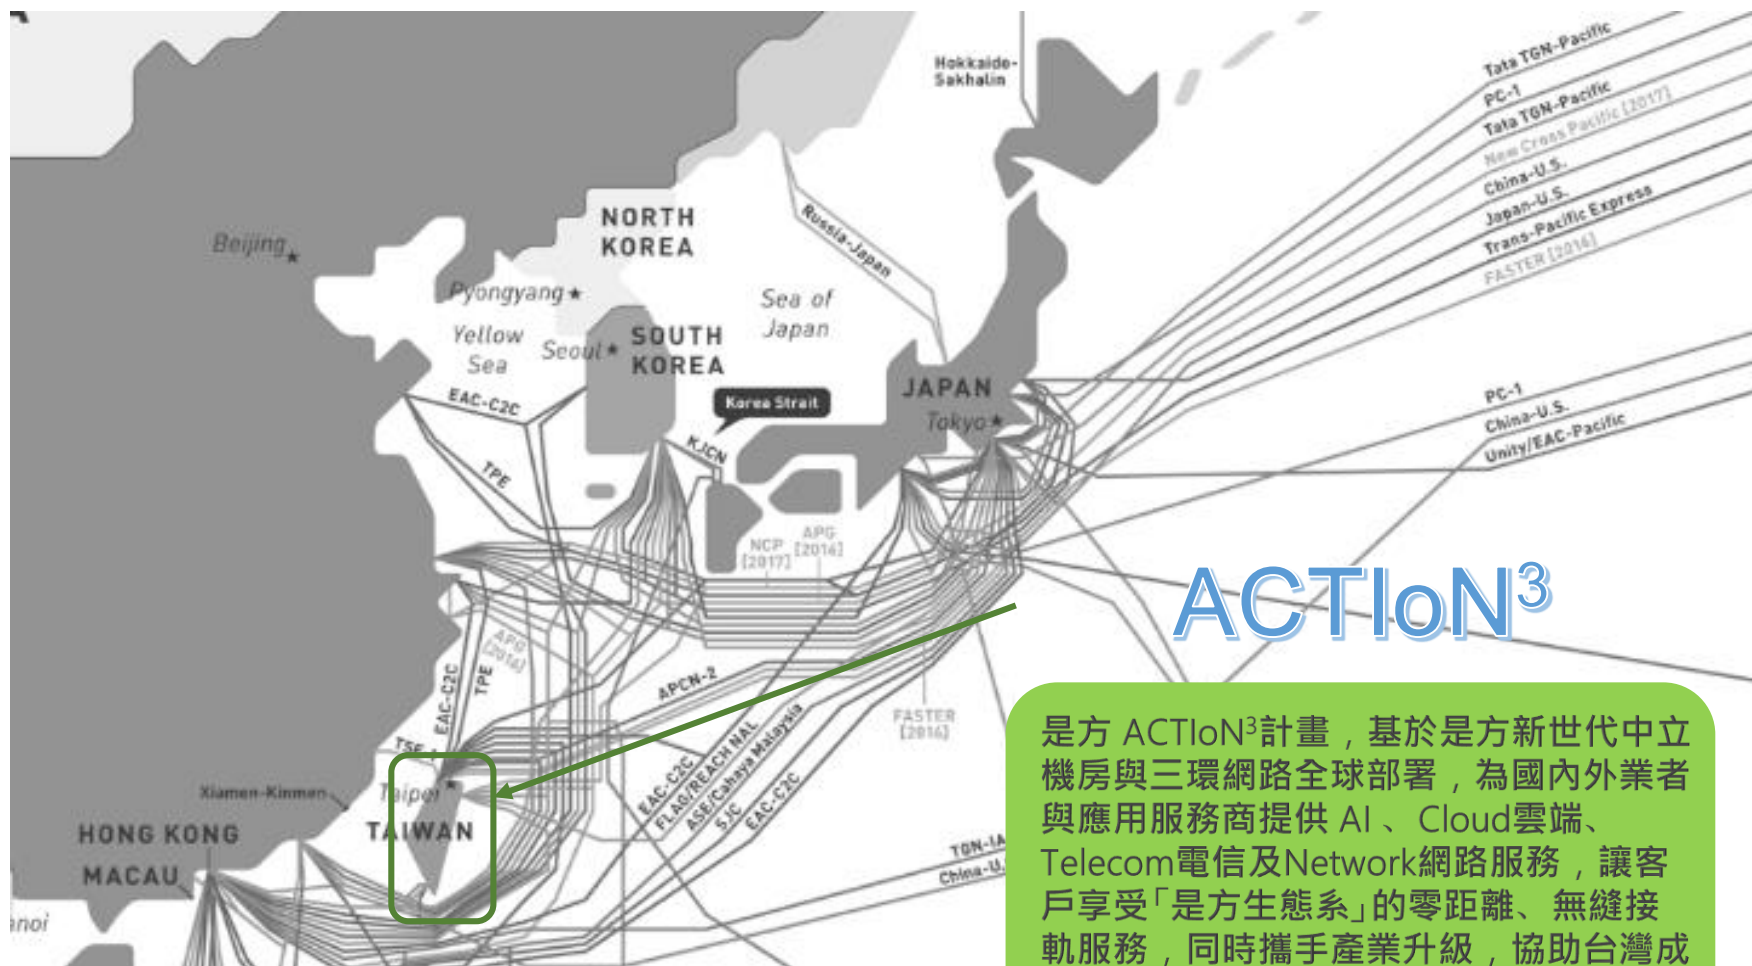 Hokkaido-
Sakhalin
Tata TGN-Pacific
PC-1
Tata TGN-Pacific
New Cross Pacific [2017]
China-U.S.
Japan-U.S.
Trans-Pacific Express
FASTER [2016]
NORTH
KOREA
Beijing
Russia-Japan
Pyongyang
Sea of
Japan
Yellow
Sea
Seoul
SOUTH
KOREA
JAPAN
Tokyo
EAC-C2C
Korea Strait
PC-1
China-U.S.
Unity/EAC-Pacific
KJCN
TPE
NCP
[2017]
APG
[2016]
ACTIoN³
APG
[2016]
EAC-C2C
TPE
APCN-2
FASTER
[2016]
TSE-1
EAC-C2C
FLAG/REACH NAL
ASE/Cahaya Malaysia
SJC
EAC-C2C
Xiamen-Kinmen
Taipei
TAIWAN
HONG KONG
MACAU
anoi
TGN-IA
China-U.
是方 ACTIoN³計畫，基於是方新世代中立
機房與三環網路全球部署，為國內外業者
與應用服務商提供 AI 、Cloud雲端、
Telecom電信及Network網路服務，讓客
戶享受「是方生態系」的零距離、無縫接
軌服務，同時攜手產業升級，協助台灣成